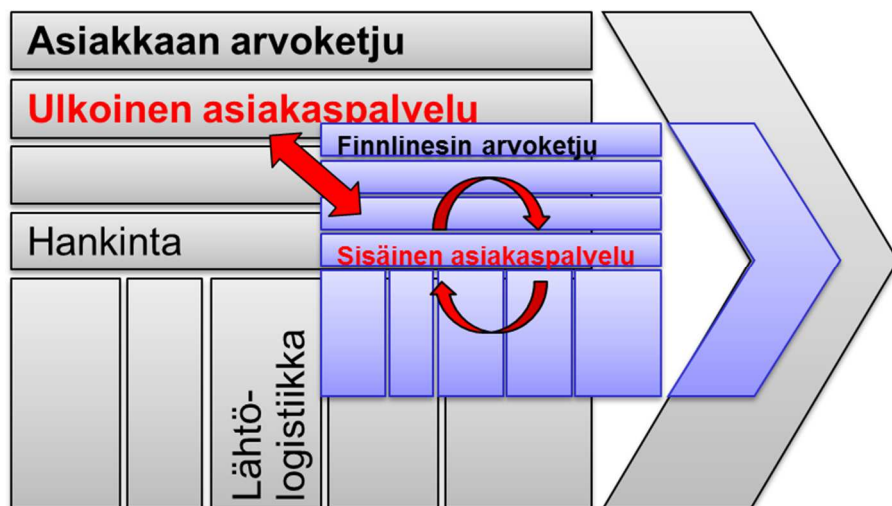 Asiakkaan arvoketju
Ulkoinen asiakaspalvelu
Finnlinesin arvoketju
Hankinta
Sisäinen asiakaspalvelu
Lähtö-
logistiikka